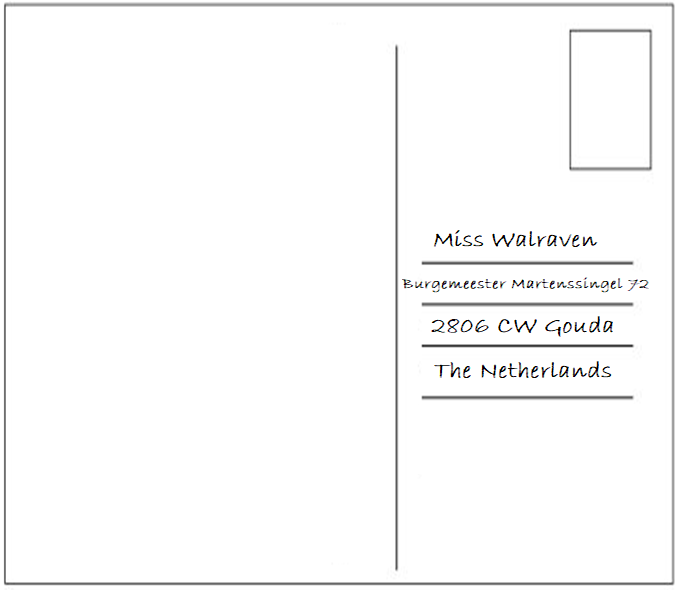 Miss Walraven
Burgemeester Martenssingel 72
2806 CW Gouda
The Netherlands